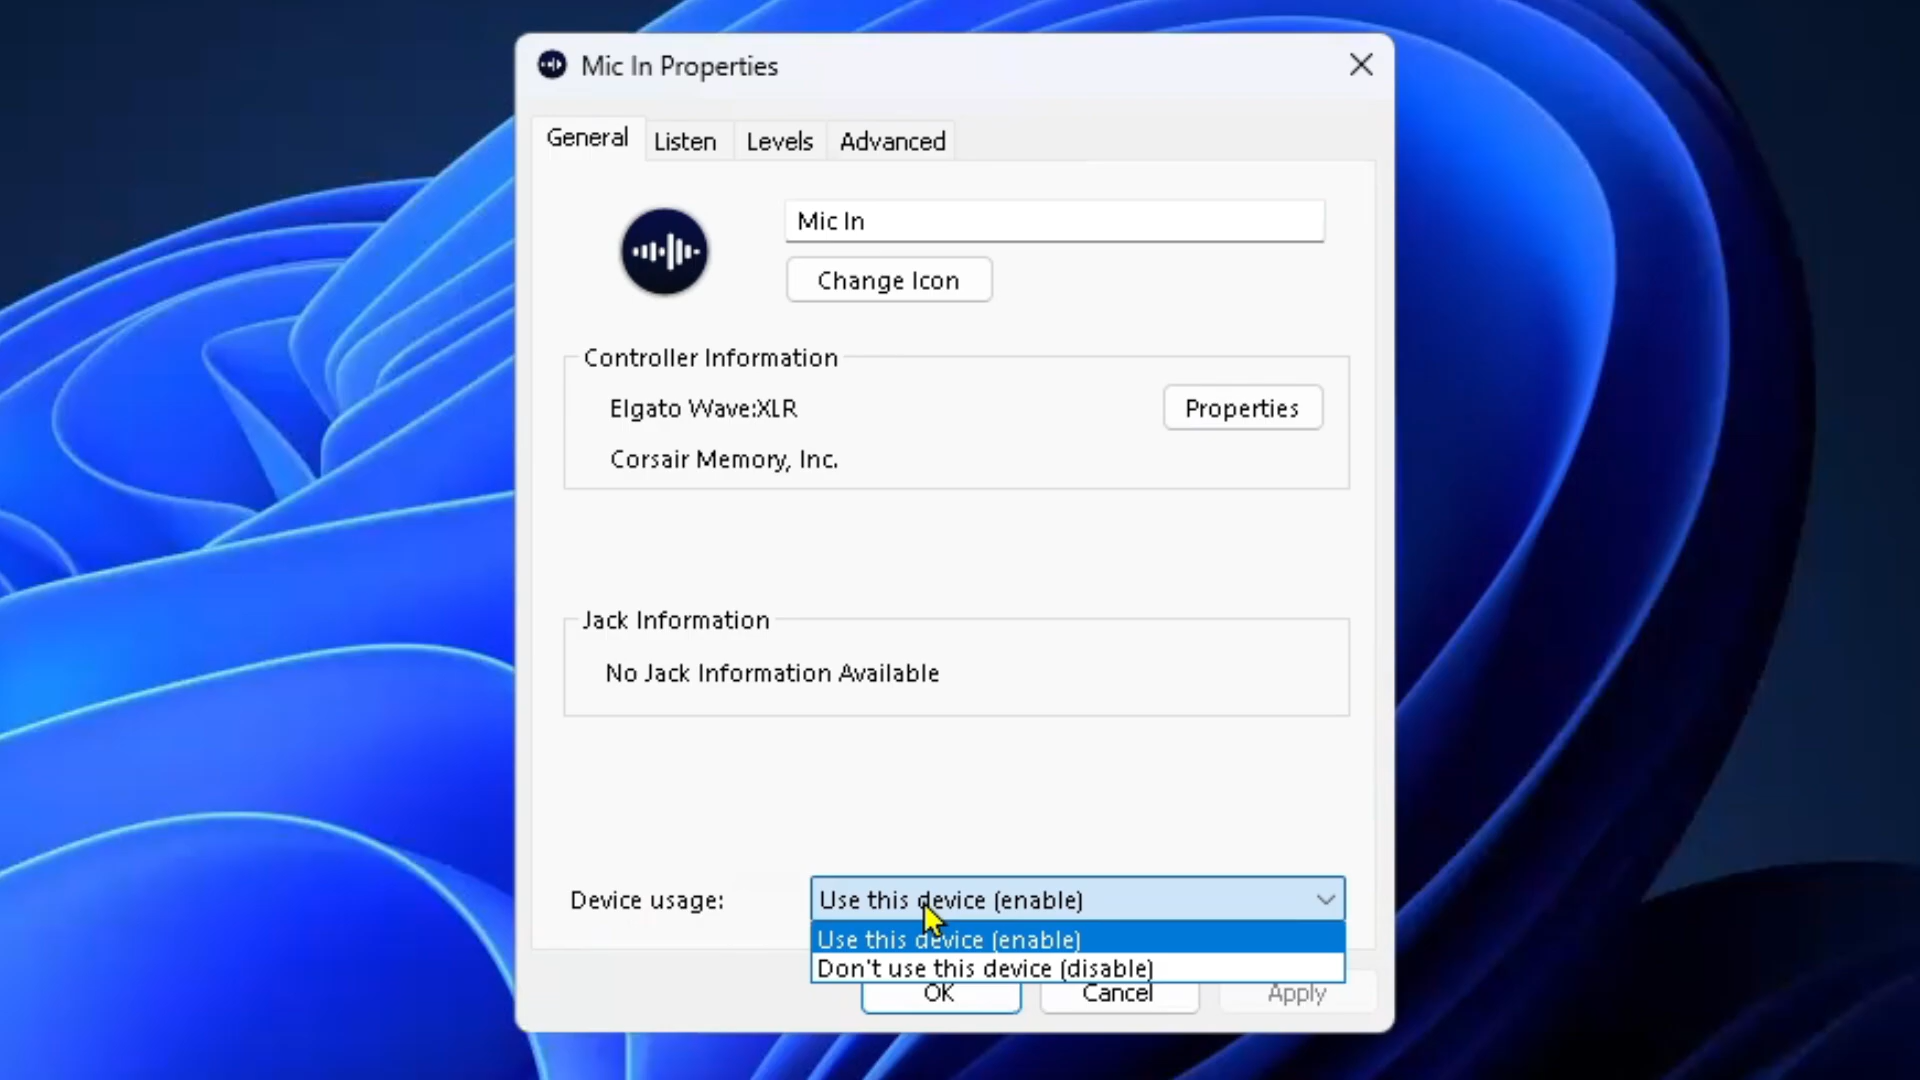 Mic In Properties
General Listen Levels Advanced
Mic In
Change Icon
Controller Information
Elgato Wave:XLR
Properties
Corsair Memory, Inc.
Jack Information
No Jack Information Available
Device usage:
Use this device (enable)
Use this device (enable)
Don't use this device (disable)
OK Cancel Apply